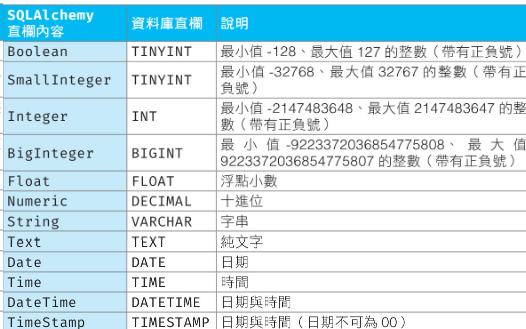 SQLAlchemy 直欄內容 資料庫直欄 說明
Boolean TINYINT 最小值 -128、最大值 127 的整數（帶有正負號）
SmallInteger TINYINT 最小值 -32768、最大值 32767 的整數（帶有正
負號）
Integer INT 最小值 -2147483648、最大值 2147483647 的整
數（帶有正負號）
BigInteger BIGINT 最小值 -9223372036854775808、最大值
9223372036854775807 的整數（帶有正負號）
Float FLOAT 浮點小數
Numeric DECIMAL 十進位
String VARCHAR 字串
Text TEXT 純文字
Date DATE 日期
Time TIME 時間
DateTime DATETIME 日期與時間
TimeStamp TIMESTAMP 日期與時間（日期不可為 00）